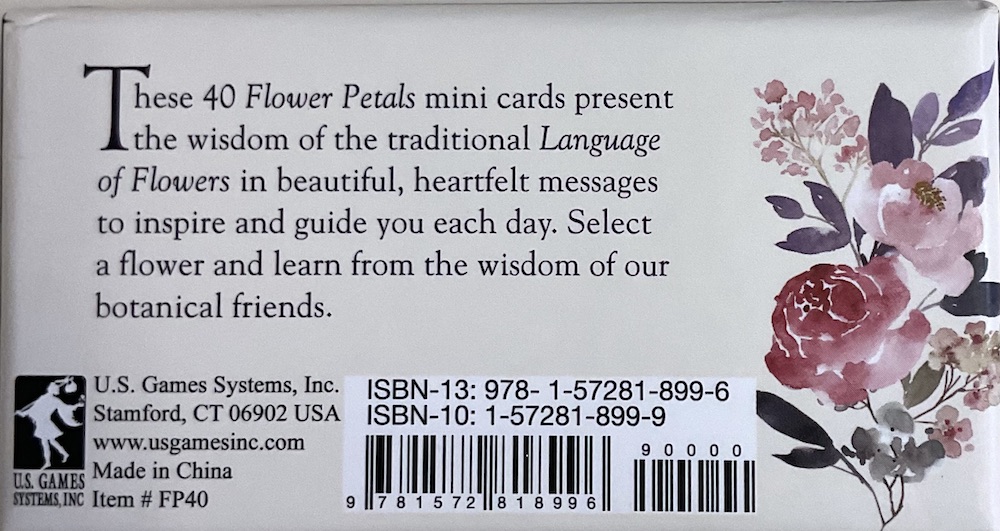 These 40 Flower Petals mini cards present
the wisdom of the traditional Language
of Flowers in beautiful, heartfelt messages
to inspire and guide you each day. Select
a flower and learn from the wisdom of our
botanical friends.
U.S. GAMES
SYSTEMS, INC
U.S. Games Systems, Inc.
Stamford, CT 06902 USA
www.usgamesinc.com
Made in China
Item # FP40
ISBN-13: 978- 1-57281-899-6
ISBN-10: 1-57281-899-9
90000
9 781572 818996